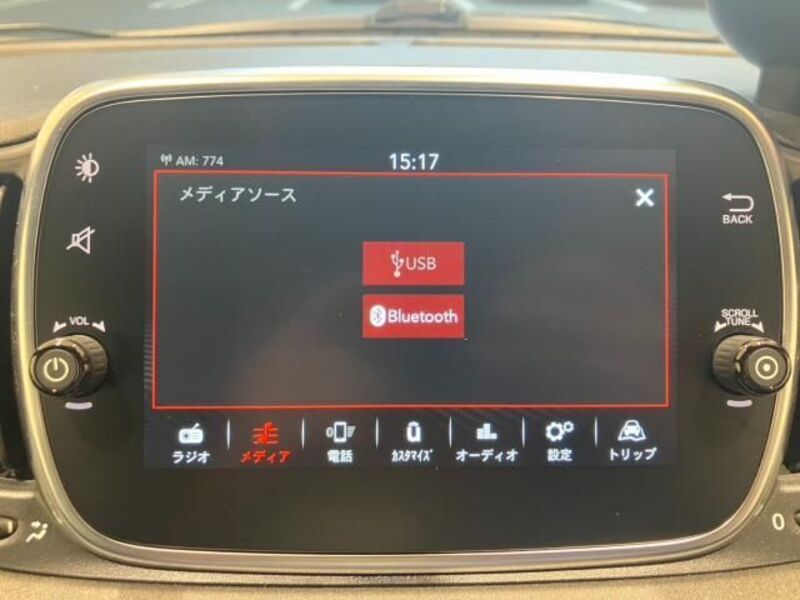 AM: 774
15:17
メディアソース
BACK
USB
Bluetooth
VOL
SCROLL
TUNE
ラジオ
メディア
電話
カスタマイズ
オーディオ
設定
トリップ
0